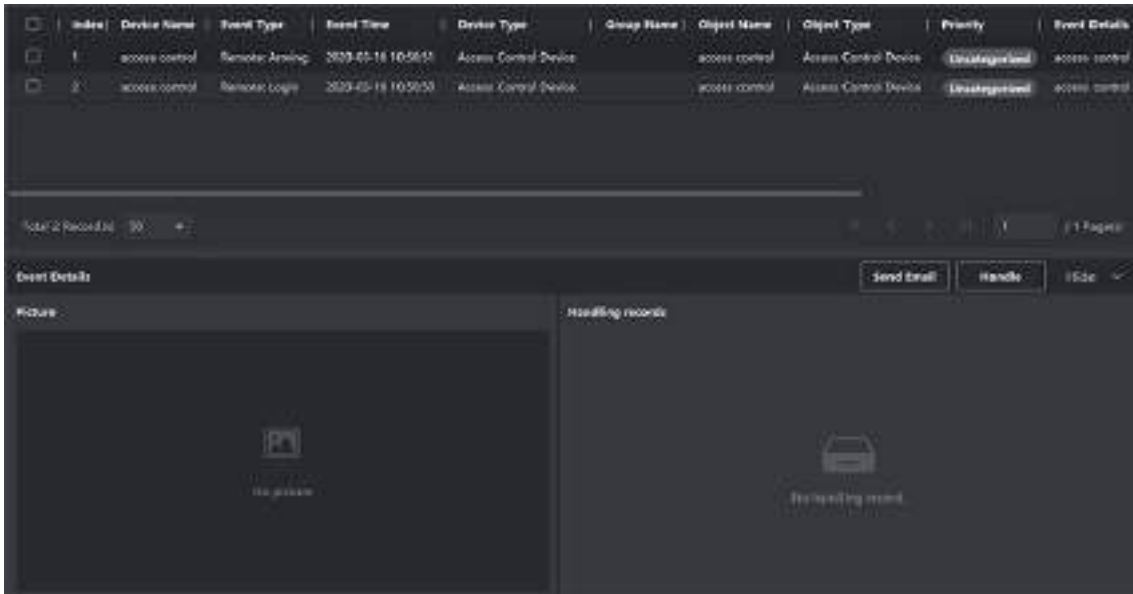 Index Device Name Event Type Event Time Device Type Group Name Object Name Object Type Priority Event Details
1 access control Remote: Arming 2020-03-16 10:50:51 Access Control Device access control Access Control Device Uncategorized access control
2 access control Remote: Login 2020-03-16 10:50:50 Access Control Device access control Access Control Device Uncategorized access control
Total 2 Record(s) 1 / 1 Page(s)
Event Details Send Email Handle Hide
Picture Handling records
No picture
No handling record.